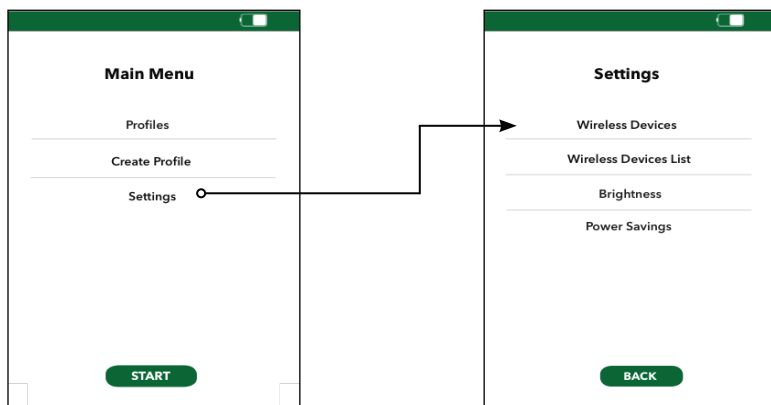 Main Menu
Profiles
Create Profile
Settings
START
Settings
Wireless Devices
Wireless Devices List
Brightness
Power Savings
BACK